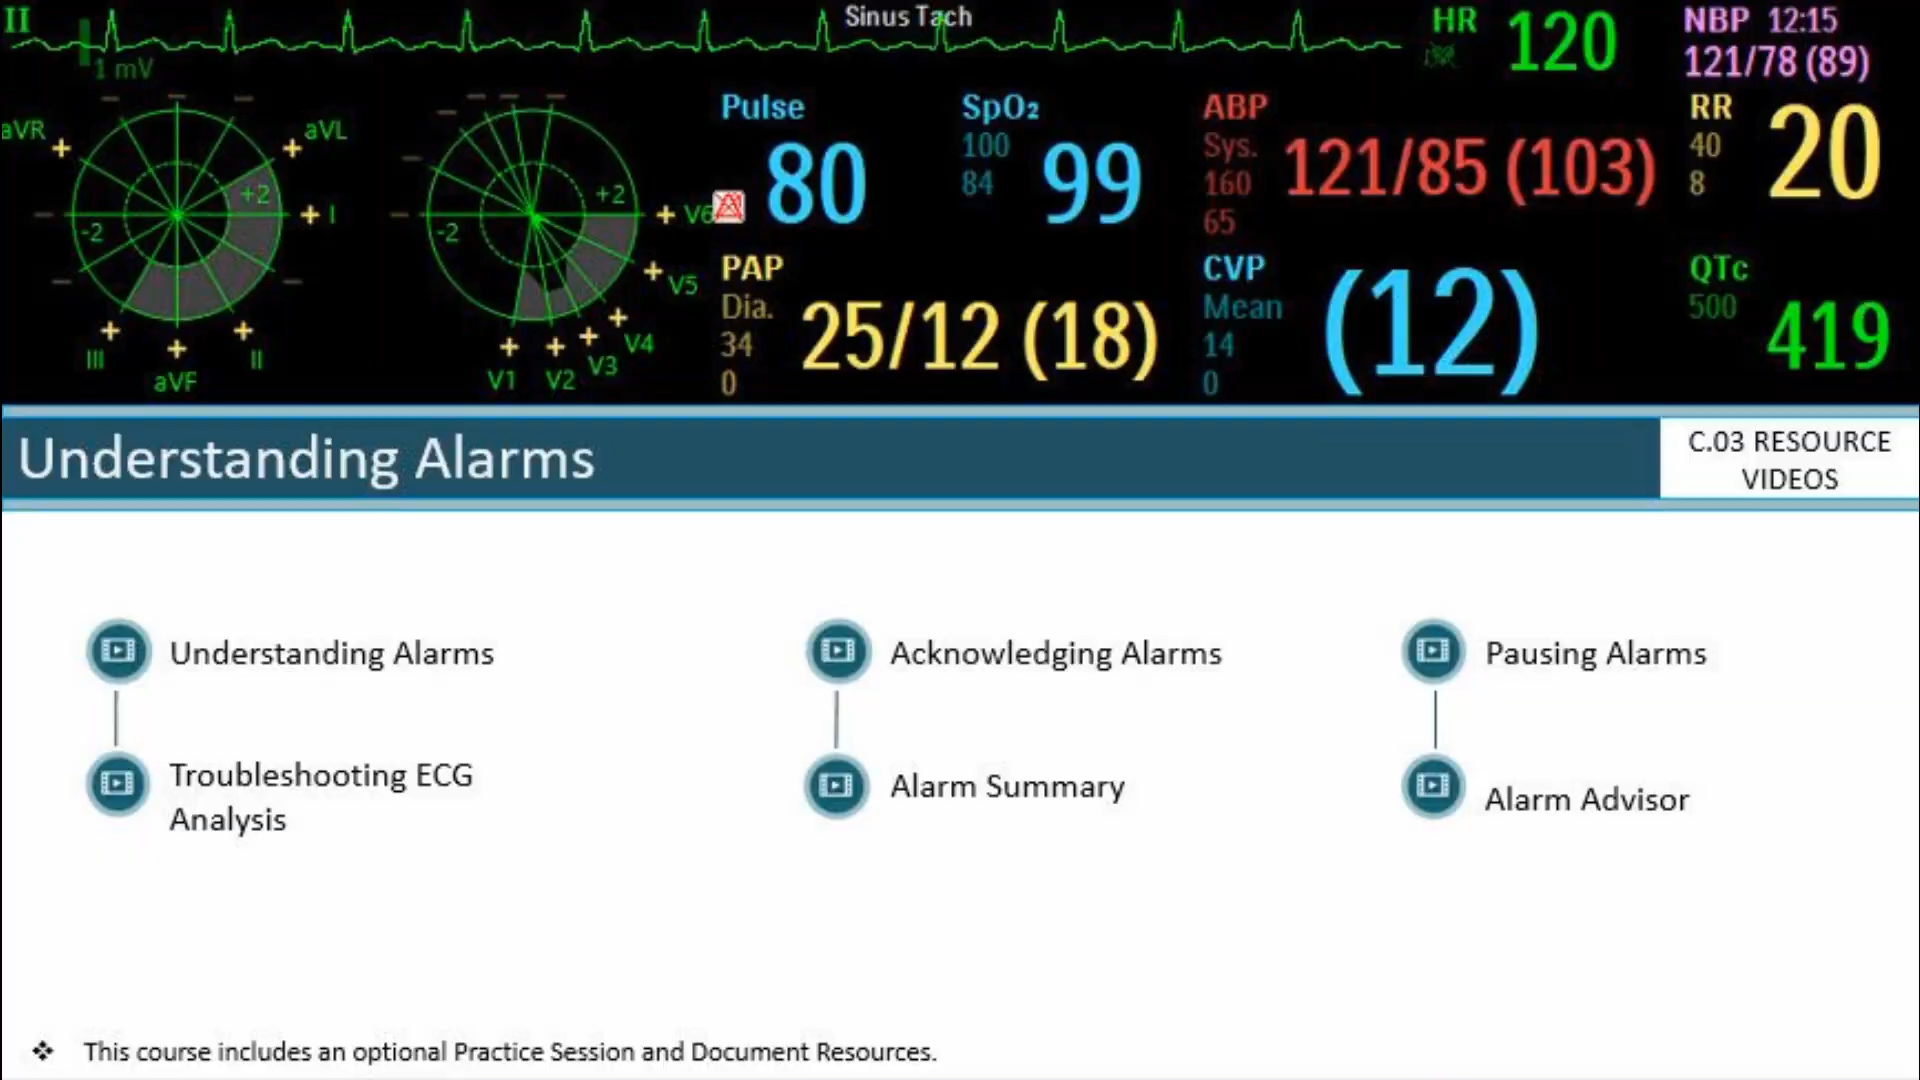 II
Sinus Tach
1 mV
HR
120
NBP 12:15
121/78 (89)
aVR
aVL
+2
-2
I
III
aVF
II
+2
-2
V6
V5
V4
V3
V2
V1
Pulse
80
SpO₂
100
84
99
ABP
Sys.
160
65
121/85 (103)
RR
40
8
20
PAP
Dia.
34
0
25/12 (18)
CVP
Mean
14
0
(12)
QTc
500
419
Understanding Alarms
C.03 RESOURCE
VIDEOS
Understanding Alarms
Acknowledging Alarms
Pausing Alarms
Troubleshooting ECG
Analysis
Alarm Summary
Alarm Advisor
❖ This course includes an optional Practice Session and Document Resources.